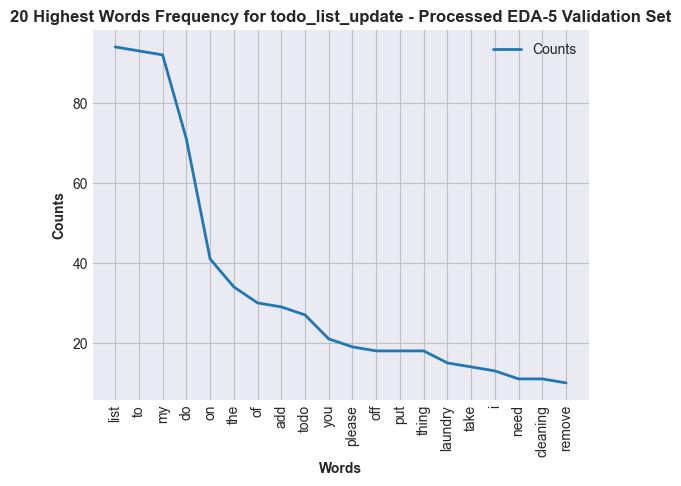 20 Highest Words Frequency for todo_list_update - Processed EDA-5 Validation Set
Counts
80
60
40
20
Counts
list
to
my
do
on
the
of
add
todo
you
please
off
put
thing
laundry
take
i
need
cleaning
remove
Words